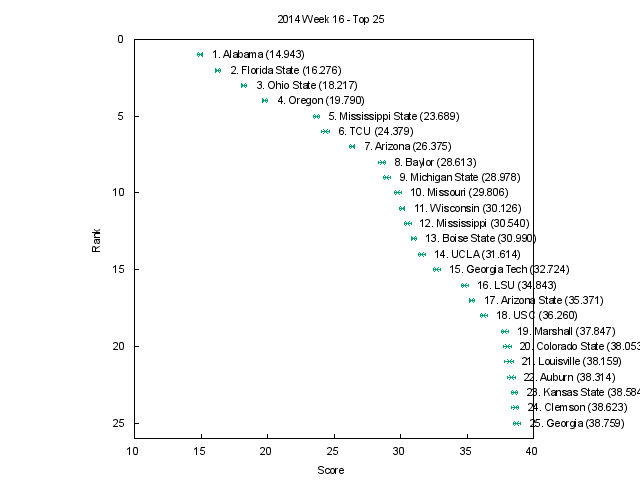 2014 Week 16 - Top 25
0
1. Alabama (14.943)
2. Florida State (16.276)
3. Ohio State (18.217)
4. Oregon (19.790)
5
5. Mississippi State (23.689)
6. TCU (24.379)
7. Arizona (26.375)
8. Baylor (28.613)
9. Michigan State (28.978)
10
10. Missouri (29.806)
11. Wisconsin (30.126)
12. Mississippi (30.540)
Rank
13. Boise State (30.990)
14. UCLA (31.614)
15
15. Georgia Tech (32.724)
16. LSU (34.843)
17. Arizona State (35.371)
18. USC (36.260)
19. Marshall (37.847)
20
20. Colorado State (38.053
21. Louisville (38.159)
22. Auburn (38.314)
23. Kansas State (38.584
24. Clemson (38.623)
25
25. Georgia (38.759)
10 15 20 25 30 35 40
Score